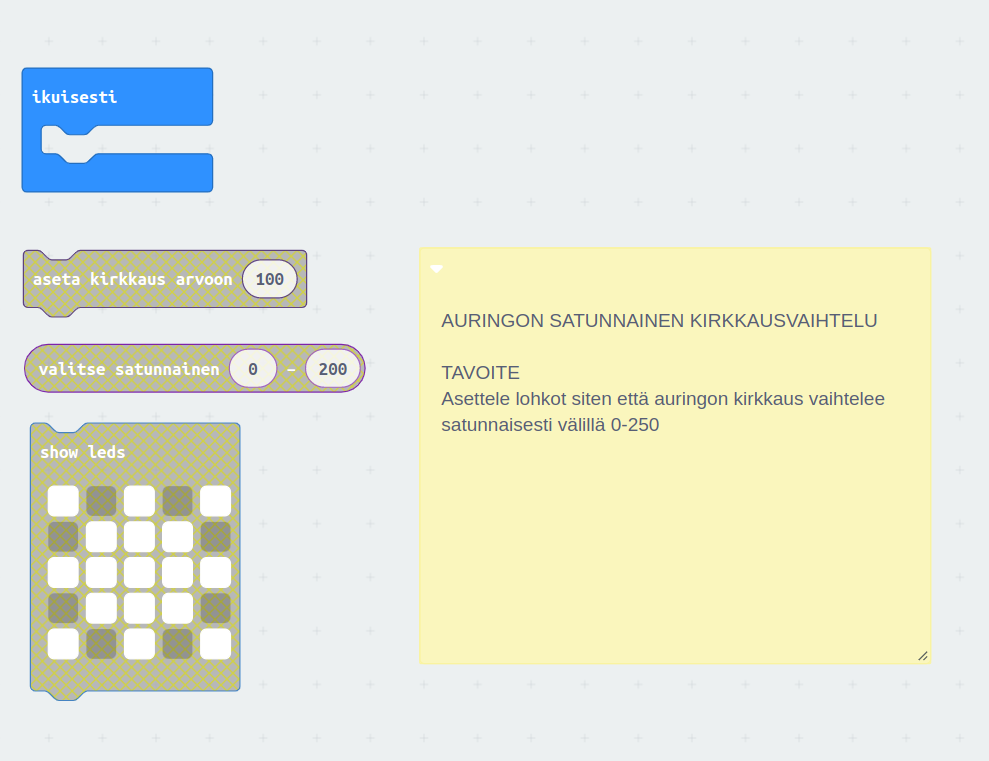 ikuisesti
aseta kirkkaus arvoon 100
valitse satunnainen 0 - 200
show leds
AURINGON SATUNNAINEN KIRKKAUSVAIHTELU
TAVOITE
Asettele lohkot siten että auringon kirkkaus vaihtelee
satunnaisesti välillä 0-250